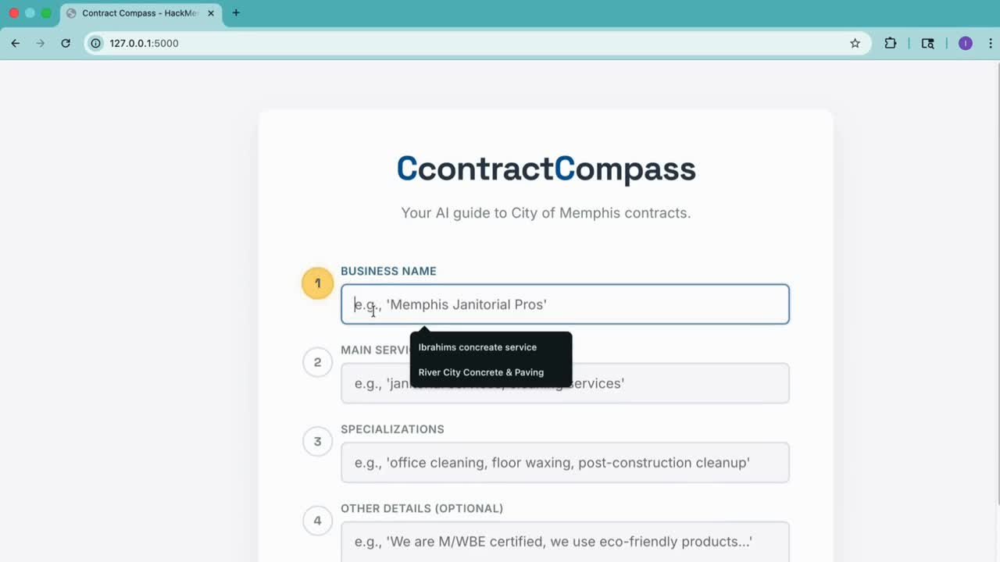 Contract Compass - HackMe
127.0.0.1:5000
I
CcontractCompass
Your AI guide to City of Memphis contracts.
1
BUSINESS NAME
e.g., 'Memphis Janitorial Pros'
Ibrahims concreate service
River City Concrete & Paving
2
MAIN SERVI
e.g., 'jan services'
3
SPECIALIZATIONS
e.g., 'office cleaning, floor waxing, post-construction cleanup'
4
OTHER DETAILS (OPTIONAL)
e.g., 'We are M/WBE certified, we use eco-friendly products...'